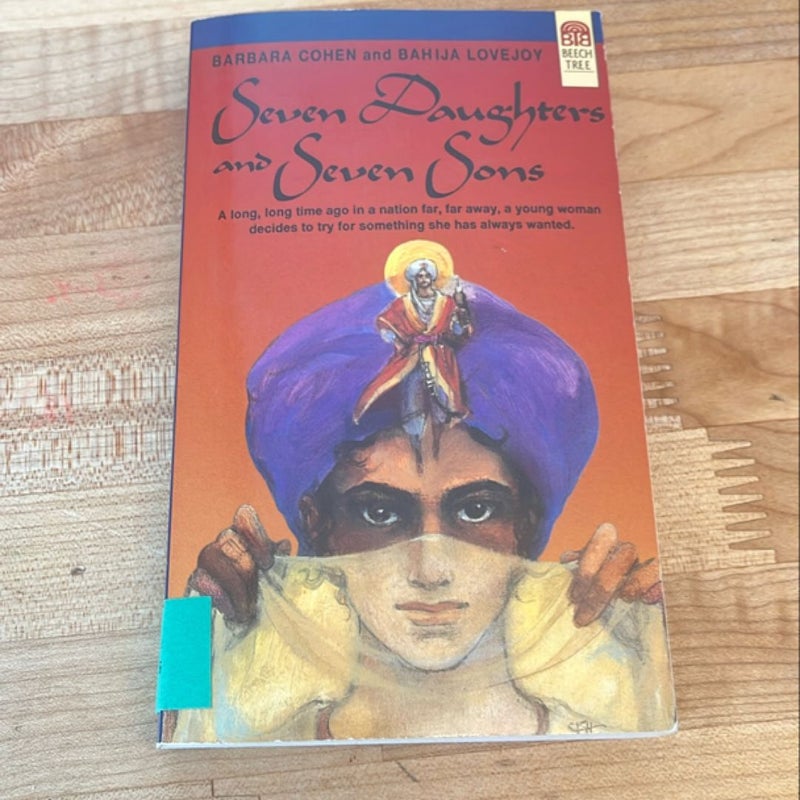 BARBARA COHEN and BAHIJA LOVEJOY
BTB
BEECH
TREE
Seven Daughters
and Seven Sons
A long, long time ago in a nation far, far away, a young woman
decides to try for something she has always wanted.